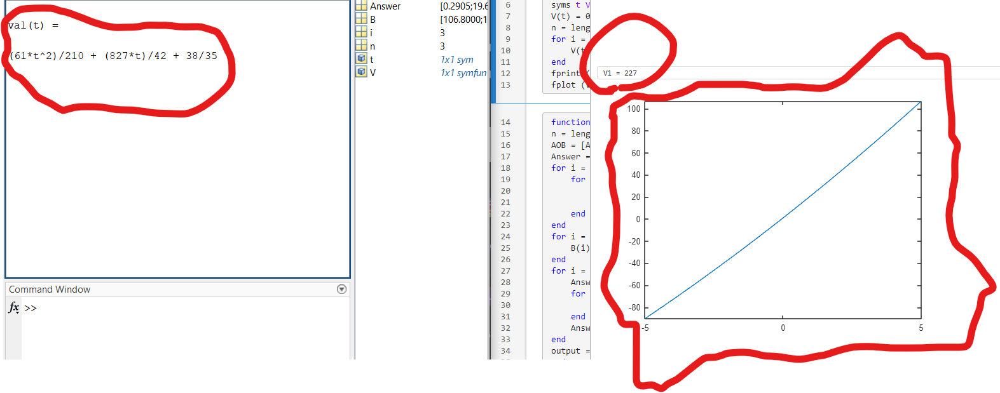 val(t) =
(61*t^2)/210 + (827*t)/42 + 38/35
Command Window
fx >>
Answer [0.2905;19.6
B [106.8000;1
i 3
n 3
t 1x1 sym
V 1x1 symfun
6 syms t V
7 V(t) = 0
8 n = leng
9 for i =
10 V(t
11 end
12 fprint
13 fplot (
14 function
15 n = leng
16 AOB = [A
17 Answer =
18 for i =
19 for
20
21
22 end
23 end
24 for i =
25 B(i)
26 end
27 for i =
28 Answ
29 for
30
31 end
32 Answ
33 end
34 output =
V1 = 227
100
80
60
40
20
0
-20
-40
-60
-80
-5 0 5